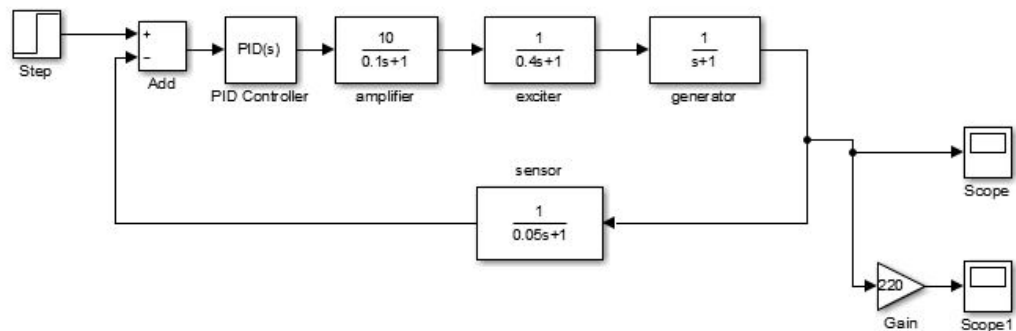 Step
+
−
Add
PID(s)
PID Controller
10
0.1s+1
amplifier
1
0.4s+1
exciter
1
s+1
generator
sensor
1
0.05s+1
Scope
220
Gain
Scope1